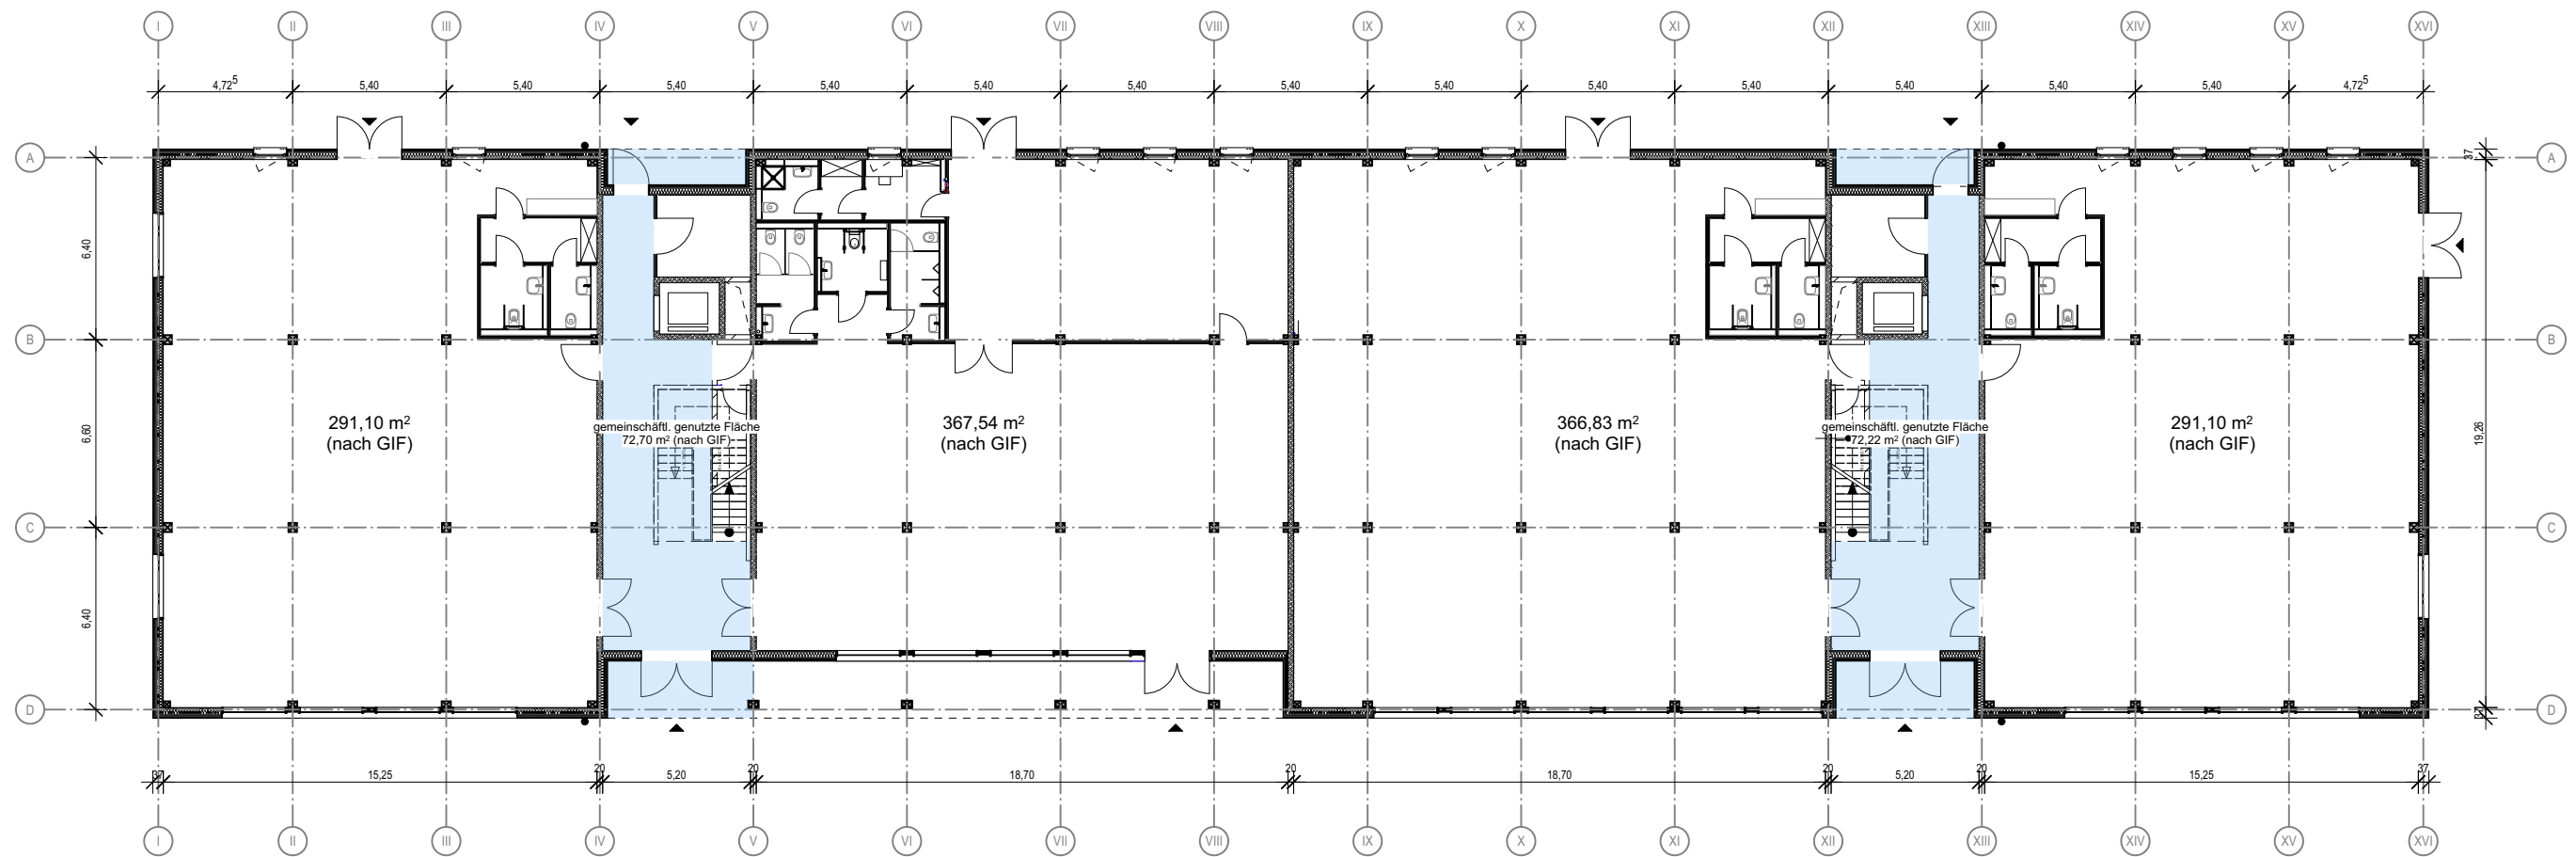 I II III IV V VI VII VIII IX X XI XII XIII XIV XV XVI
4,72⁵ 5,40 5,40 5,40 5,40 5,40 5,40 5,40 5,40 5,40 5,40 5,40 5,40 5,40 4,72⁵
A A
37
6,40
B B
291,10 m²
(nach GIF)
gemeinschäftl. genutzte Fläche
72,70 m² (nach GIF)
367,54 m²
(nach GIF)
366,83 m²
(nach GIF)
gemeinschäftl. genutzte Fläche
72,22 m² (nach GIF)
291,10 m²
(nach GIF)
6,60
19,26
C C
6,40
D D
37
37 15,25 20 5,20 20 18,70 20 18,70 20 5,20 20 15,25 37
I II III IV V VI VII VIII IX X XI XII XIII XIV XV XVI